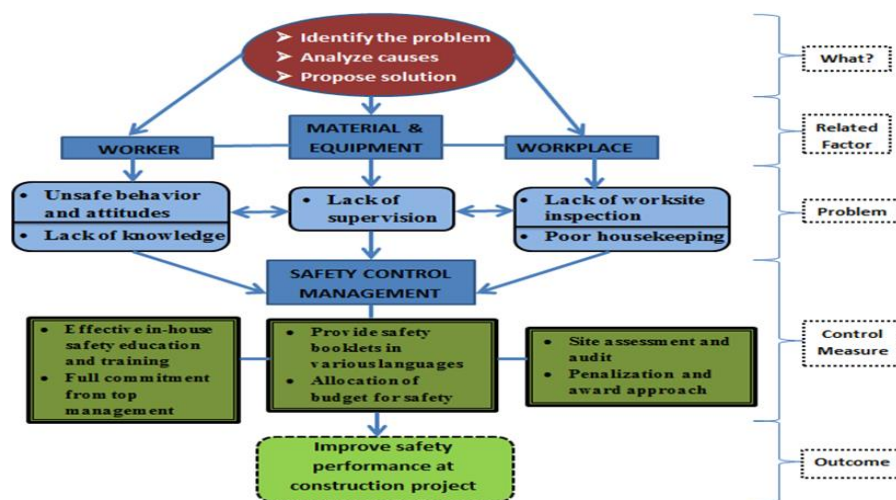 ➢ Identify the problem
➢ Analyze causes
➢ Propose solution
What?
WORKER
MATERIAL &
EQUIPMENT
WORKPLACE
Related
Factor
• Unsafe behavior
and attitudes
• Lack of knowledge
• Lack of
supervision
• Lack of worksite
inspection
• Poor housekeeping
Problem
SAFETY CONTROL
MANAGEMENT
• Effective in-house
safety education
and training
• Full commitment
from top
management
• Provide safety
booklets in
various languages
• Allocation of
budget for safety
• Site assessment and
audit
• Penalization and
award approach
Control
Measure
Improve safety
performance at
construction project
Outcome